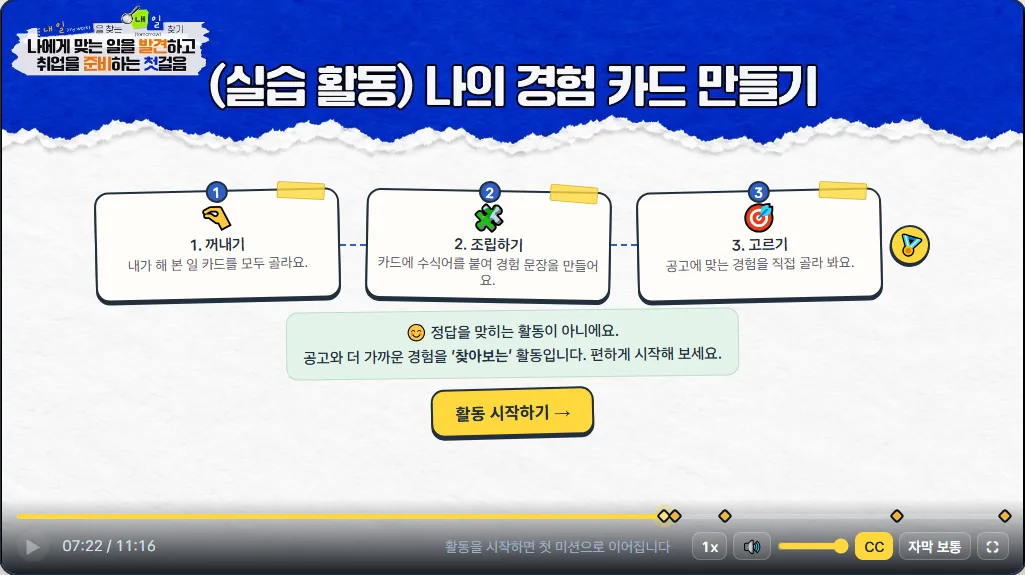 내 일 을 찾는 내 일 찾기
(tomorrow)
나에게 맞는 일을 발견하고
취업을 준비하는 첫걸음
(실습 활동) 나의 경험 카드 만들기
1
1. 꺼내기
내가 해 본 일 카드를 모두 골라요.
2
2. 조립하기
카드에 수식어를 붙여 경험 문장을 만들어
요.
3
3. 고르기
공고에 맞는 경험을 직접 골라 봐요.
정답을 맞히는 활동이 아니에요.
공고와 더 가까운 경험을 '찾아보는' 활동입니다. 편하게 시작해 보세요.
활동 시작하기 →
07:22 / 11:16
활동을 시작하면 첫 미션으로 이어집니다
1x
CC
자막 보통